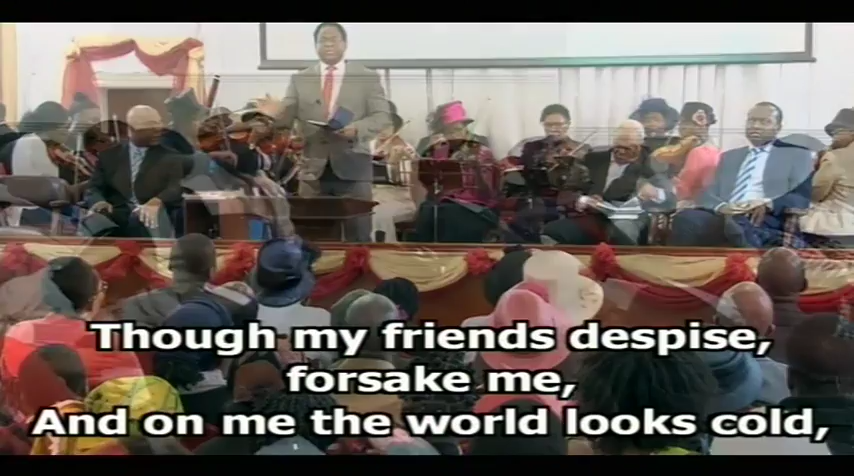 Though my friends despise,
forsake me,
And on me the world looks cold,